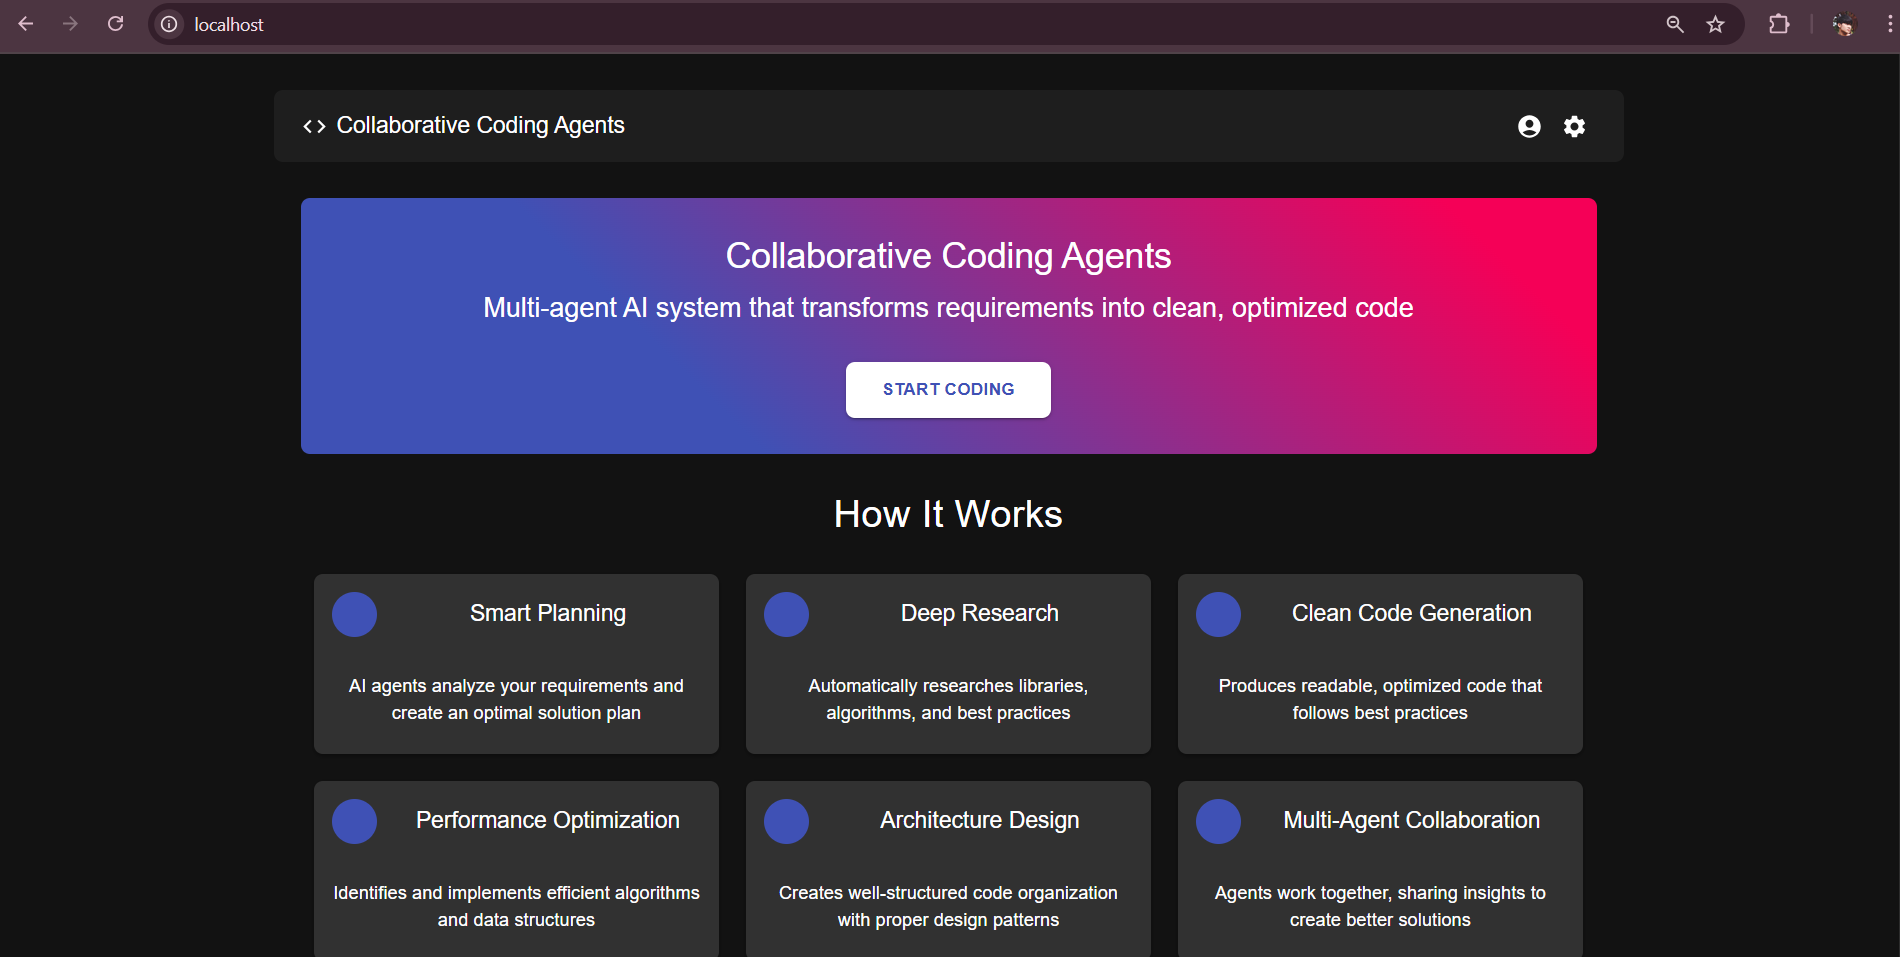 localhost
Collaborative Coding Agents
Collaborative Coding Agents
Multi-agent AI system that transforms requirements into clean, optimized code
START CODING
How It Works
Smart Planning
AI agents analyze your requirements and
create an optimal solution plan
Deep Research
Automatically researches libraries,
algorithms, and best practices
Clean Code Generation
Produces readable, optimized code that
follows best practices
Performance Optimization
Identifies and implements efficient algorithms
and data structures
Architecture Design
Creates well-structured code organization
with proper design patterns
Multi-Agent Collaboration
Agents work together, sharing insights to
create better solutions